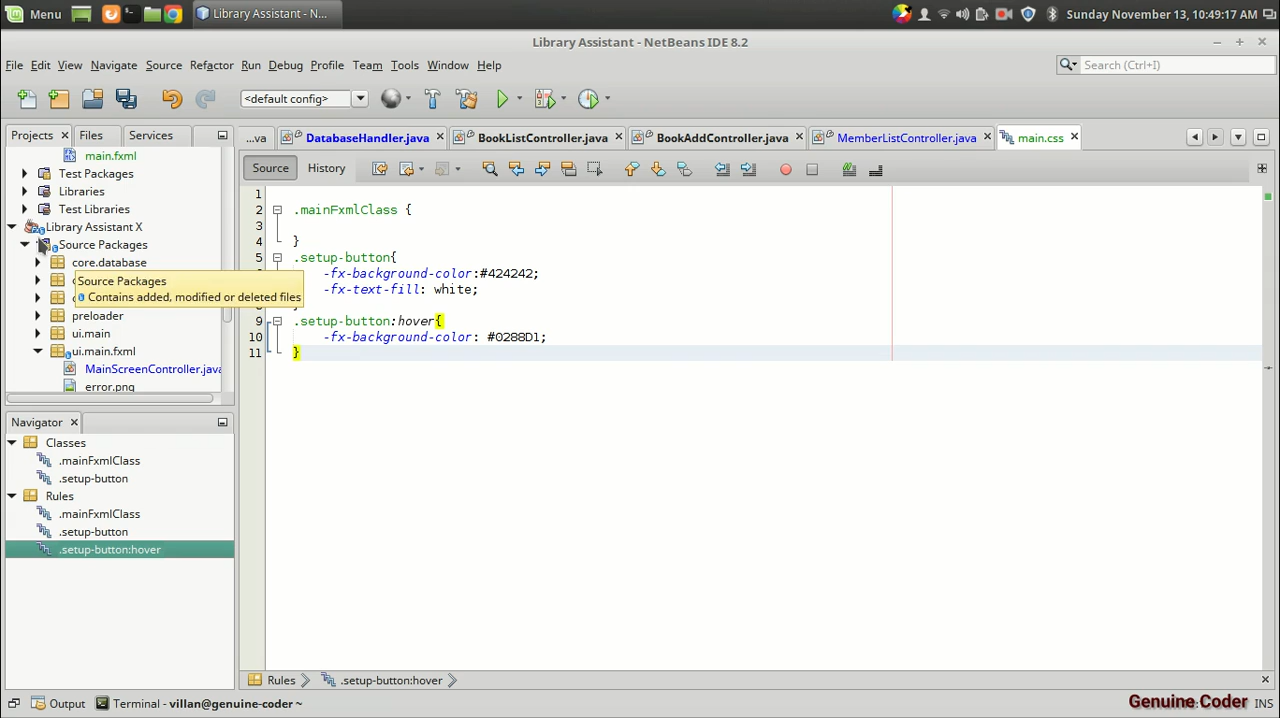 Menu
Library Assistant - N...
Sunday November 13, 10:49:17 AM
Library Assistant - NetBeans IDE 8.2
File Edit View Navigate Source Refactor Run Debug Profile Team Tools Window Help
Search (Ctrl+I)
<default config>
Projects Files Services
...va DatabaseHandler.java BookListController.java BookAddController.java MemberListController.java main.css
Source History
main.fxml
Test Packages
Libraries
Test Libraries
Library Assistant X
Source Packages
core.database
Source Packages
Contains added, modified or deleted files
preloader
ui.main
ui.main.fxml
MainScreenController.java
error.png
1
2 .mainFxmlClass {
3
4 }
5 .setup-button{
-fx-background-color:#424242;
-fx-text-fill: white;
9 .setup-button:hover{
10 -fx-background-color: #0288D1;
11 }
Navigator
Classes
.mainFxmlClass
.setup-button
Rules
.mainFxmlClass
.setup-button
.setup-button:hover
Rules .setup-button:hover
Output Terminal - villan@genuine-coder ~
Genuine Coder
INS